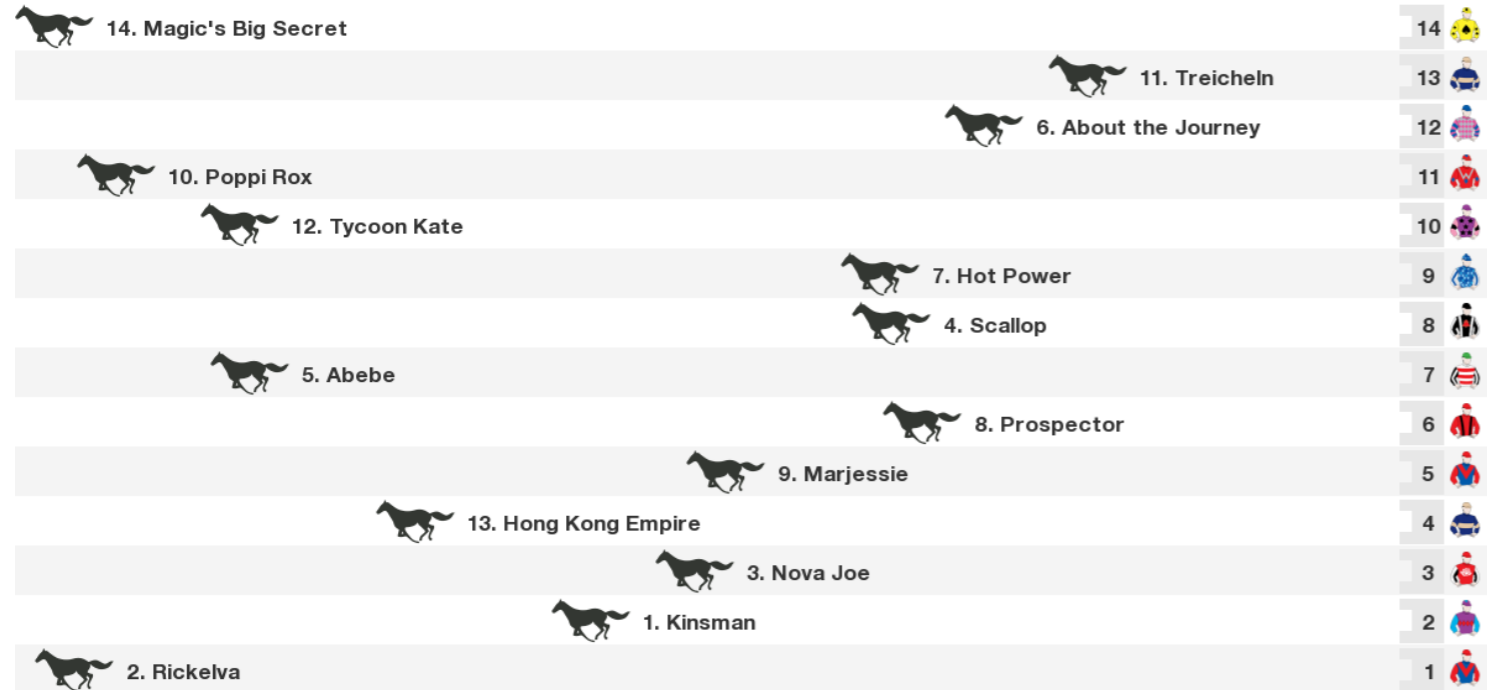 14. Magic's Big Secret 14
11. Treicheln 13
6. About the Journey 12
10. Poppi Rox 11
12. Tycoon Kate 10
7. Hot Power 9
4. Scallop 8
5. Abebe 7
8. Prospector 6
9. Marjessie 5
13. Hong Kong Empire 4
3. Nova Joe 3
1. Kinsman 2
2. Rickelva 1